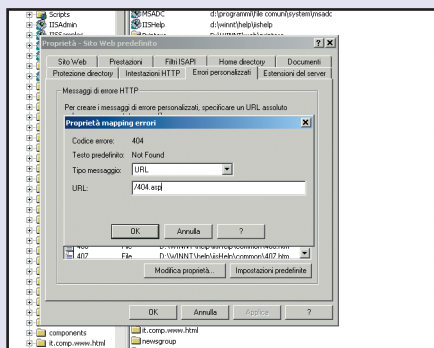 Scripts
IISAdmin
MSADC d:\programmi\file comuni\system\msadc
IISHelp d:\winnt\help\iishelp
Proprietà - Sito Web predefinito
Sito Web Prestazioni Filtri ISAPI Home directory Documenti
Protezione directory Intestazioni HTTP Errori personalizzati Estensioni del server
Messaggi di errore HTTP
Per creare i messaggi di errore personalizzati, specificare un URL assoluto
Proprietà mapping errori
Codice errore: 404
Testo predefinito: Not Found
Tipo messaggio: URL
URL: /404.asp
OK Annulla ?
407 File D:\WINNT\help\iisHelp\common\407.htm
Modifica proprietà... Impostazioni predefinite
OK Annulla Applica ?
components
it.comp.www.html
it.comp.www.html
newsgroup